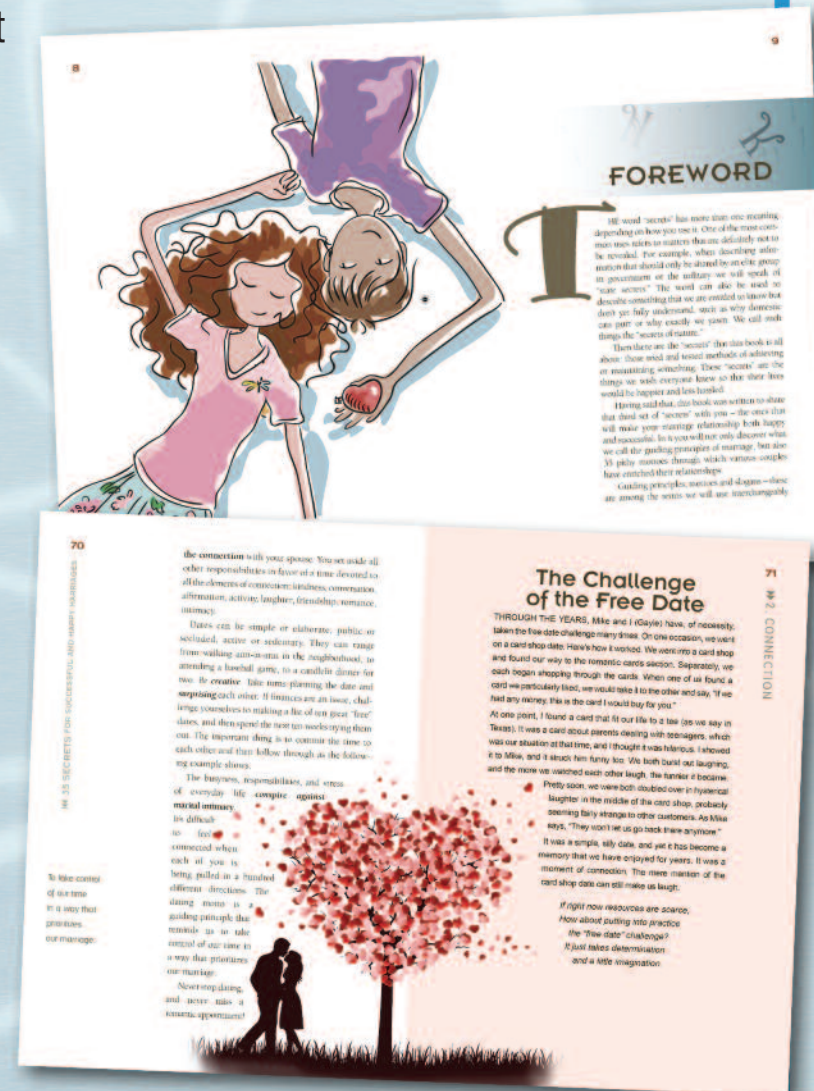 t
8
9
FOREWORD
THE word "secrets" has more than one meaning
depending on how you use it. One of the most com-
mon uses refers to matters that are definitely not to
be revealed. For example, when describing infor-
mation that should only be shared by an elite group
in government or the military we will speak of
"state secrets." The word can also be used to
describe something that we are entitled to know but
don't yet fully understand, such as why domestic
cats purr or why exactly we yawn. We call such
things the "secrets of nature."
Then there are the "secrets" that this book is all
about: those tried and tested methods of achieving
or maintaining something. These "secrets" are the
things we wish everyone knew so that their lives
would be happier and less
Having said that, this book was written to share
that third set of "secrets" with you – the ones that
will make your marriage relationship both happy
and successful. In it you will not only discover what
we call the guiding principles of marriage, but also
35 pithy mottoes through which various couples
have enriched their relationships.
Guiding principles, mottoes and slogans – these
are among the terms we will use interchangeably
70
35 SECRETS FOR SUCCESSFUL AND HAPPY MARRIAGES
the connection with your spouse. You set aside all
other responsibilities in favor of a time devoted to
all the elements of connection: kindness, conversation,
affirmation, activity, laughter, friendship, romance,
intimacy.
Dates can be simple or elaborate, public or
secluded, active or sedentary. They can range
from walking arm-in-arm in the neighborhood, to
attending a baseball game, to a candlelit dinner for
two. Be creative. Take turns planning the date and
surprising each other. If finances are an issue, chal-
lenge yourselves to making a list of ten great "free"
dates, and then spend the next ten weeks trying them
out. The important thing is to commit the time to
each other and then follow through as the follow-
ing example shows.
The busyness, responsibilities, and stress
of everyday life conspire against
marital intimacy.
It's difficult
to feel
connected when
each of you is
being pulled in a hundred
different directions. The
dating motto is a
guiding principle that
reminds us to take
control of our time in
a way that prioritizes
our marriage.
Never stop dating,
and never miss a
romantic appointment!
To take control
of our time
in a way that
prioritizes
our marriage.
71
2. CONNECTION
The Challenge
of the Free Date
THROUGH THE YEARS, Mike and I (Gayle) have, of necessity,
taken the free date challenge many times. On one occasion, we went
on a card shop date. Here's how it worked. We went into a card shop
and found our way to the romantic cards section. Separately, we
each began shopping through the cards. When one of us found a
card we particularly liked, we would take it to the other and say, "If we
had any money, this is the card I would buy for you."
At one point, I found a card that fit our life to a tee (as we say in
Texas). It was a card about parents dealing with teenagers, which
was our situation at that time, and I thought it was hilarious. I showed
it to Mike, and it struck him funny too. We both burst out laughing,
and the more we watched each other laugh, the funnier it became.
Pretty soon, we were both doubled over in hysterical
laughter in the middle of the card shop, probably
seeming fairly strange to other customers. As Mike
says, "They won't let us go back there anymore."
It was a simple, silly date, and yet it has become a
memory that we have enjoyed for years. It was a
moment of connection. The mere mention of the
card shop date can still make us laugh.
If right now resources are scarce,
How about putting into practice
the "free date" challenge?
It just takes determination
and a little imagination.